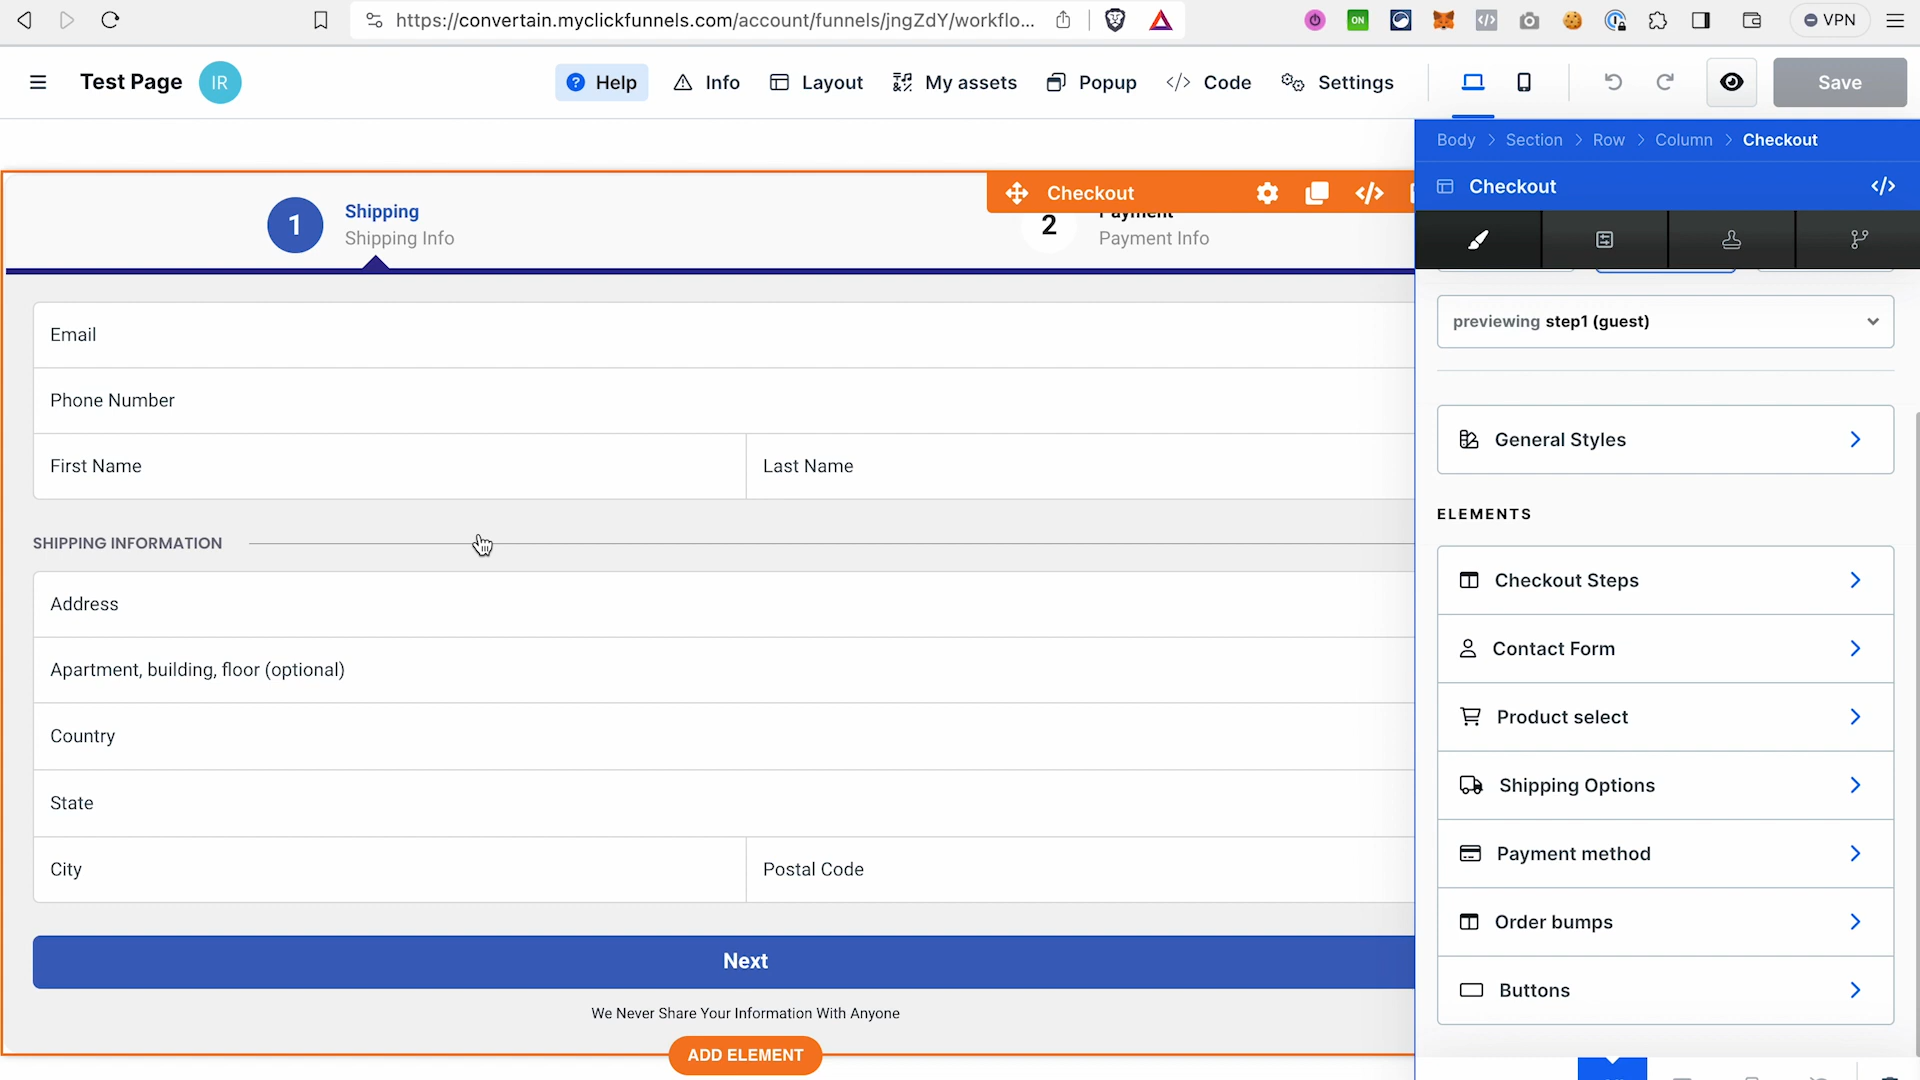 https://convertain.myclickfunnels.com/account/funnels/jngZdY/workflo...
ON
VPN
Test Page
IR
Help
Info
Layout
My assets
Popup
Code
Settings
Save
Body > Section > Row > Column > Checkout
Checkout
Checkout
1
Shipping
Shipping Info
2
Payment
Payment Info
previewing step1 (guest)
Email
Phone Number
First Name
Last Name
SHIPPING INFORMATION
Address
Apartment, building, floor (optional)
Country
State
City
Postal Code
Next
We Never Share Your Information With Anyone
ADD ELEMENT
General Styles
ELEMENTS
Checkout Steps
Contact Form
Product select
Shipping Options
Payment method
Order bumps
Buttons